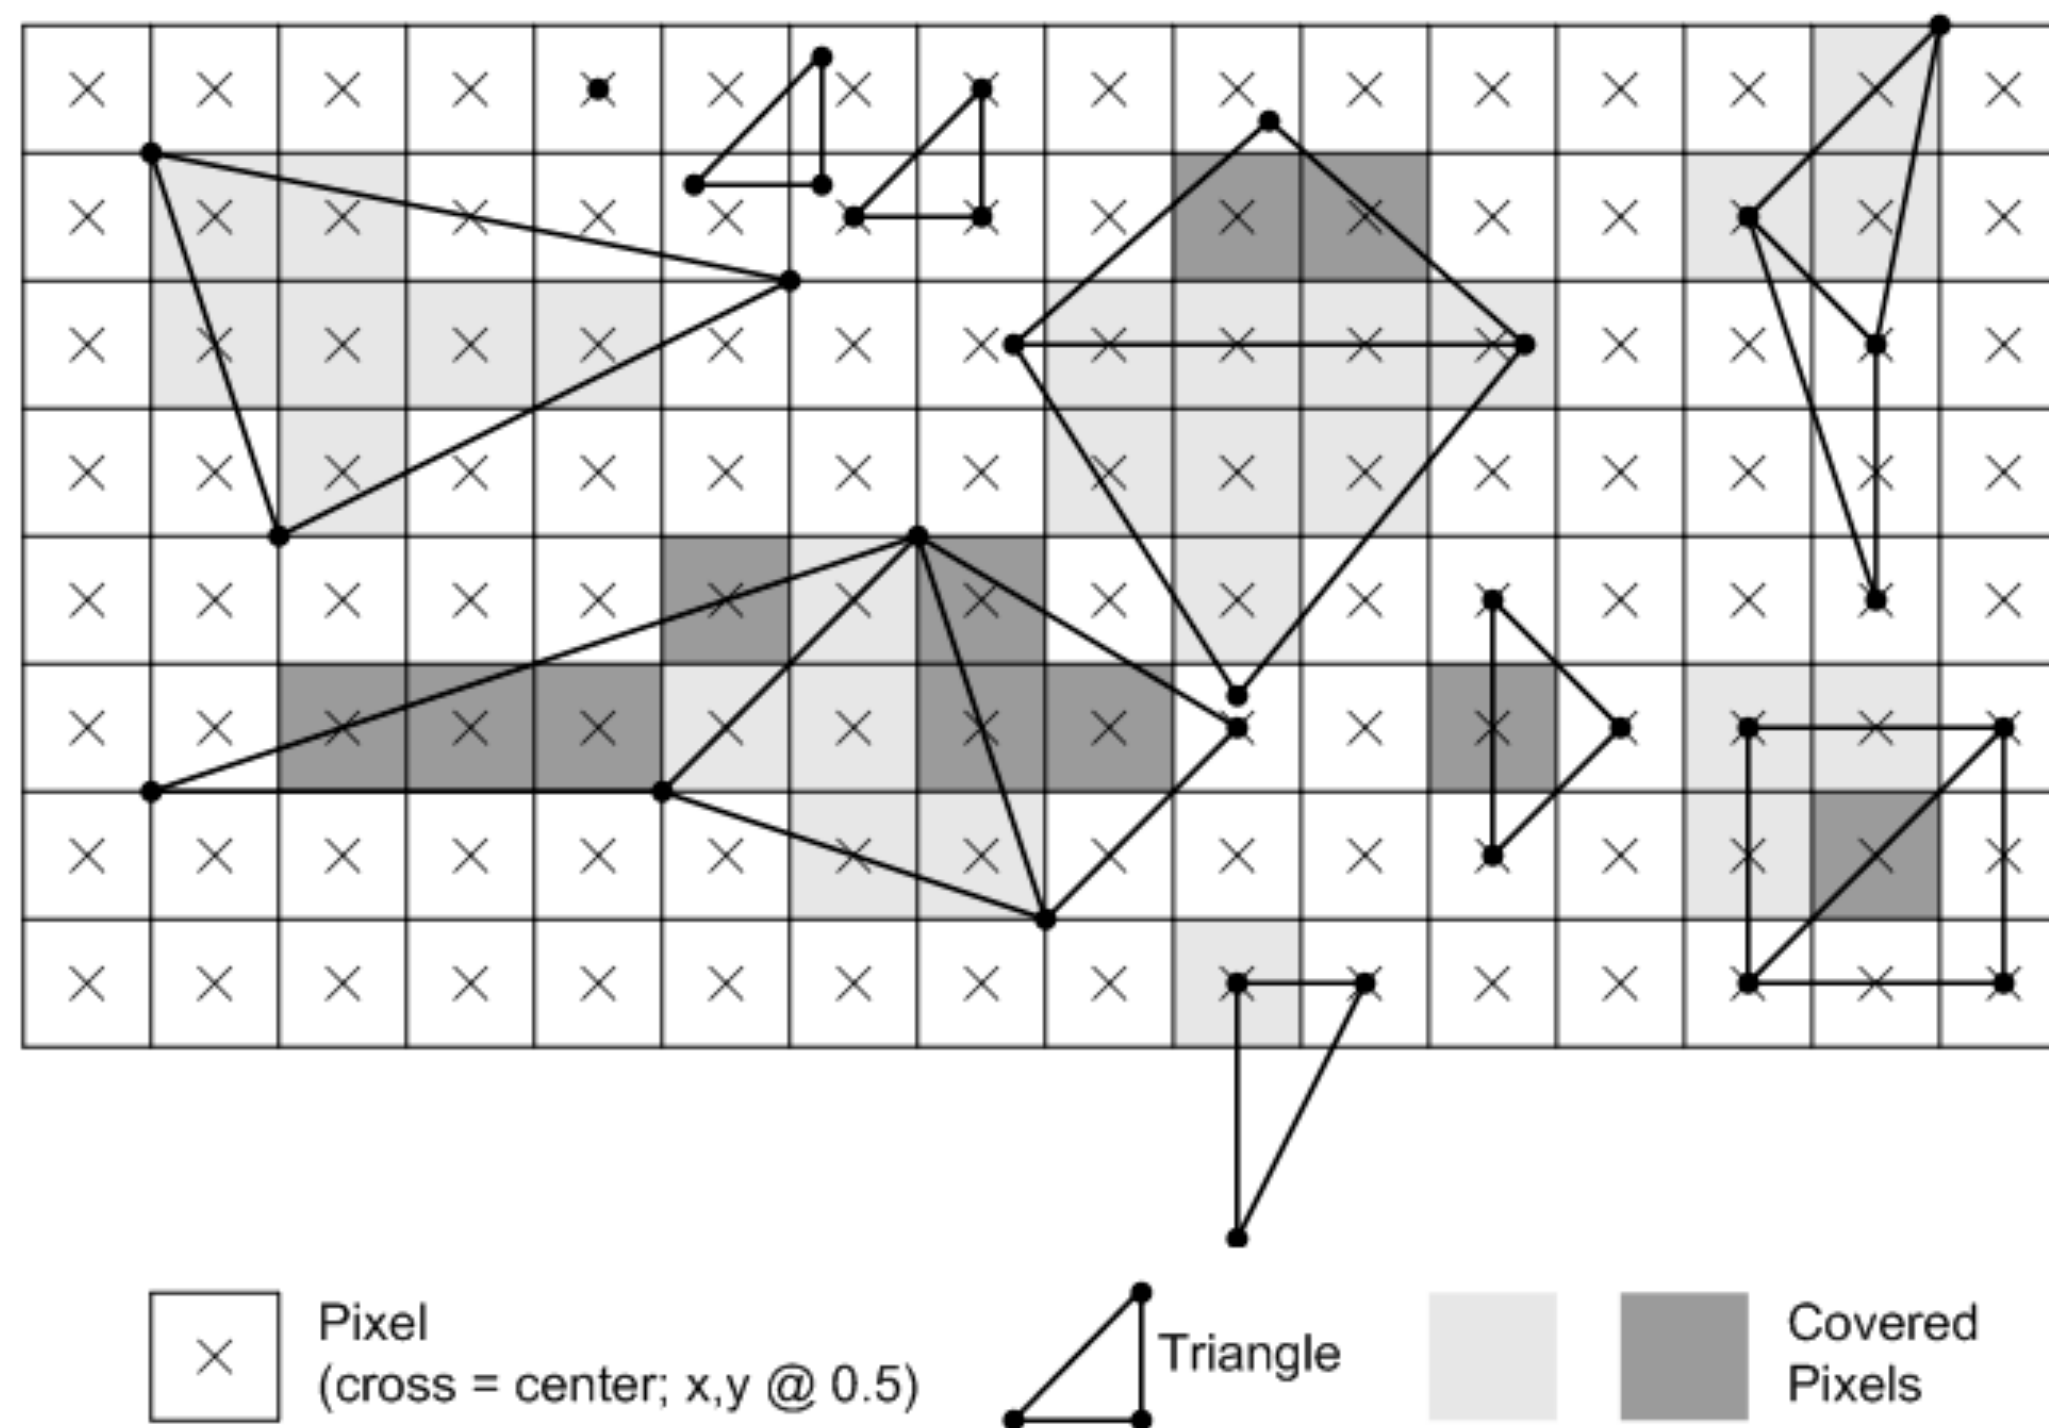 Pixel
(cross = center; x,y @ 0.5)
Triangle
Covered
Pixels